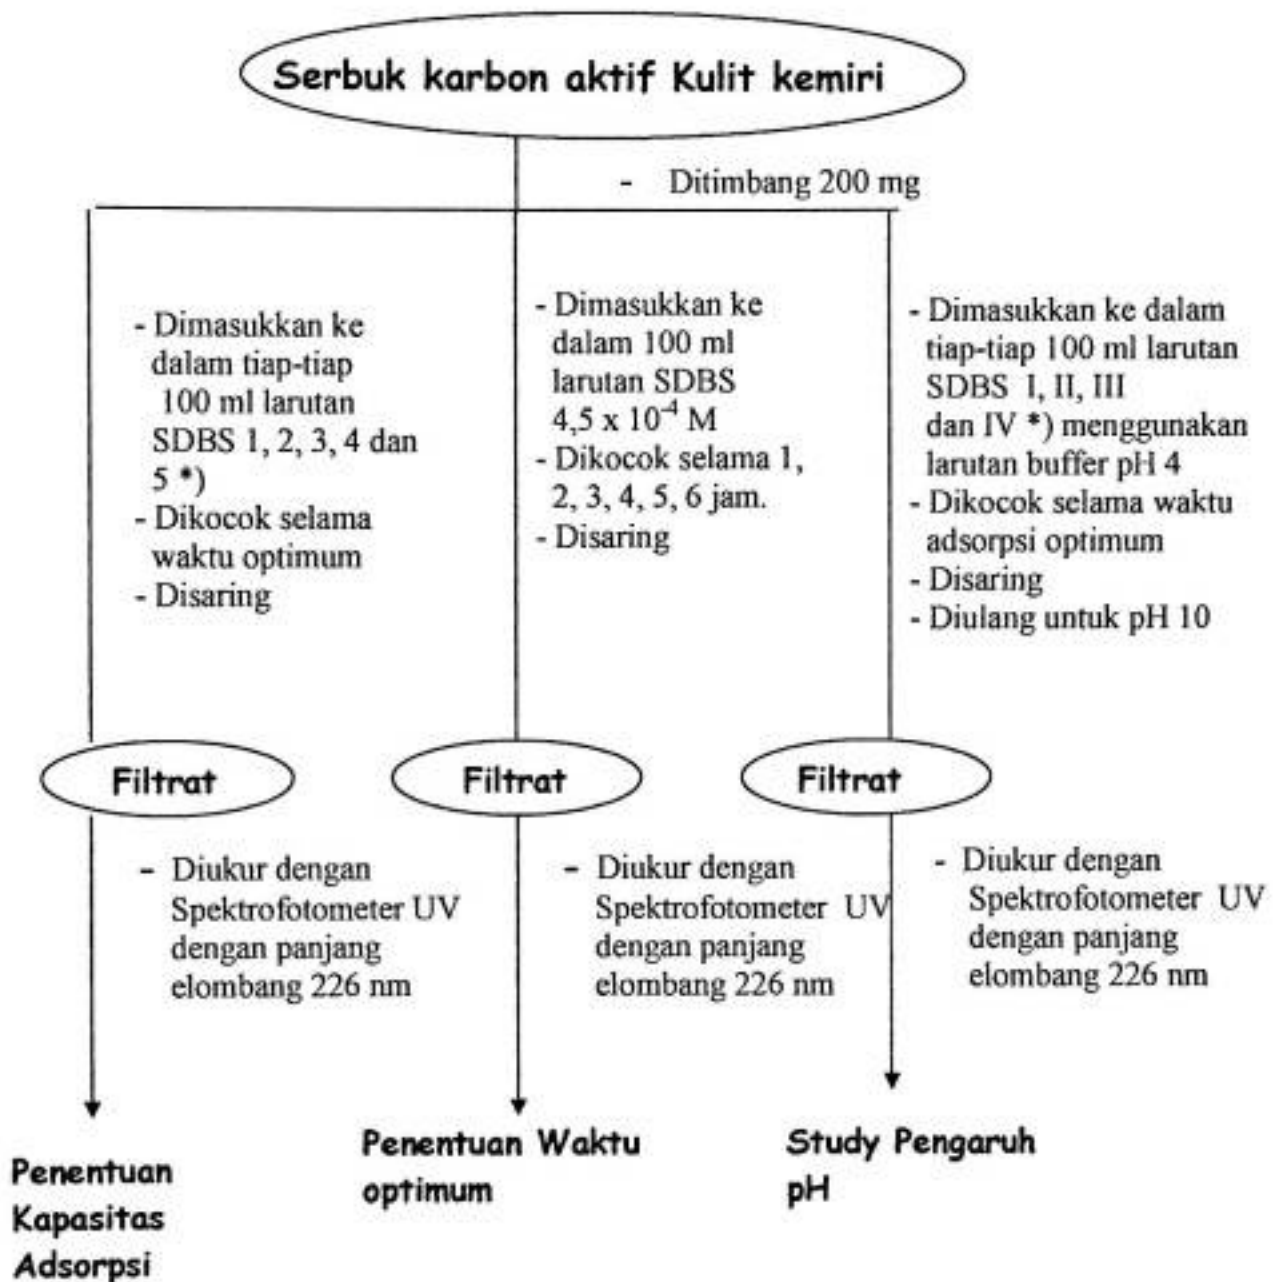 Serbuk karbon aktif Kulit kemiri
- Ditimbang 200 mg
- Dimasukkan ke
dalam tiap-tiap
100 ml larutan
SDBS 1, 2, 3, 4 dan
5 *)
- Dikocok selama
waktu optimum
- Disaring
- Dimasukkan ke
dalam 100 ml
larutan SDBS
4,5 x 10⁻⁴ M
- Dikocok selama 1,
2, 3, 4, 5, 6 jam.
- Disaring
- Dimasukkan ke dalam
tiap-tiap 100 ml larutan
SDBS I, II, III
dan IV *) menggunakan
larutan buffer pH 4
- Dikocok selama waktu
adsorpsi optimum
- Disaring
- Diulang untuk pH 10
Filtrat
Filtrat
Filtrat
- Diukur dengan
Spektrofotometer UV
dengan panjang
elombang 226 nm
- Diukur dengan
Spektrofotometer UV
dengan panjang
elombang 226 nm
- Diukur dengan
Spektrofotometer UV
dengan panjang
elombang 226 nm
Penentuan
Kapasitas
Adsorpsi
Penentuan Waktu
optimum
Study Pengaruh
pH